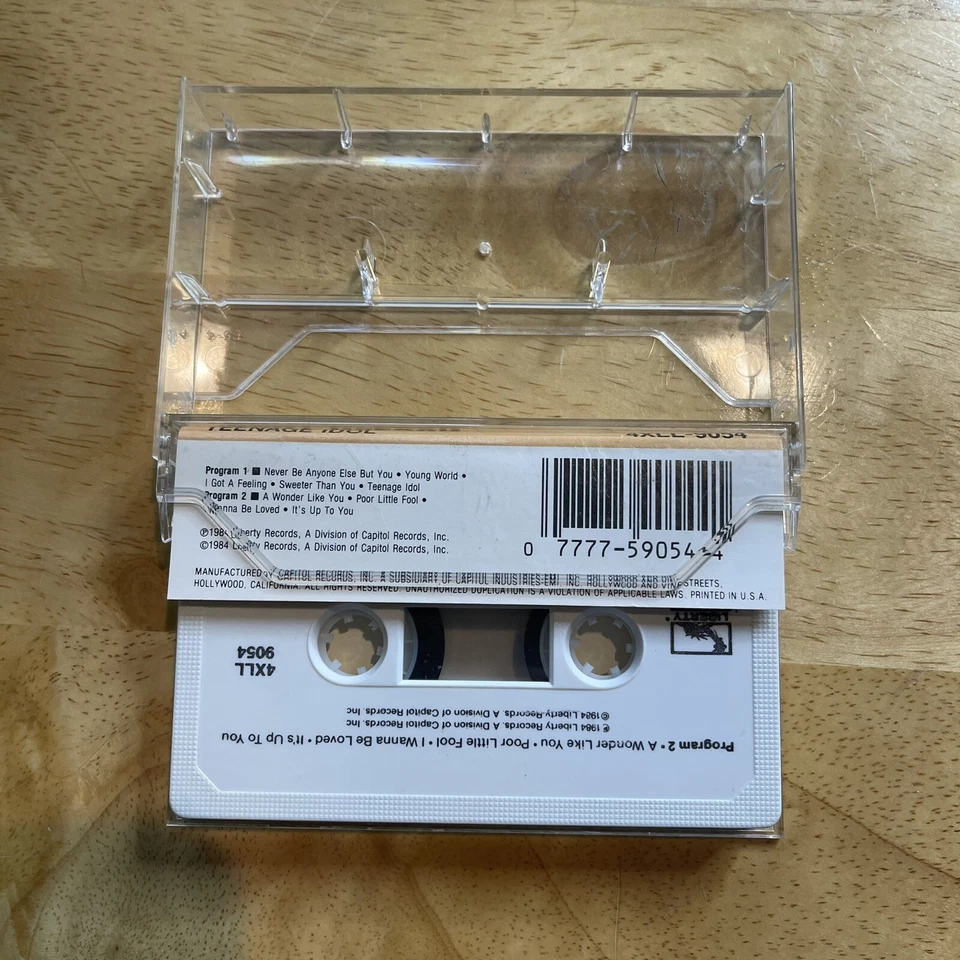 TEENAGE IDOL
4XLL-9054
Program 1 ■ Never Be Anyone Else But You • Young World •
I Got A Feeling • Sweeter Than You • Teenage Idol
Program 2 ■ A Wonder Like You • Poor Little Fool •
Wanna Be Loved • It's Up To You
℗1984 Liberty Records, A Division of Capitol Records, Inc.
©1984 Liberty Records, A Division of Capitol Records, Inc.
0 7777-59054-4
MANUFACTURED BY CAPITOL RECORDS, INC. A SUBSIDIARY OF CAPITOL INDUSTRIES-EMI, INC. HOLLYWOOD AND VINE STREETS,
HOLLYWOOD, CALIFORNIA. ALL RIGHTS RESERVED. UNAUTHORIZED DUPLICATION IS A VIOLATION OF APPLICABLE LAWS. PRINTED IN U.S.A.
LIBERTY
4XLL
9054
Program 2 • A Wonder Like You • Poor Little Fool • I Wanna Be Loved • It's Up To You
℗1984 Liberty Records, A Division of Capitol Records, Inc
©1984 Liberty Records, A Division of Capitol Records, Inc